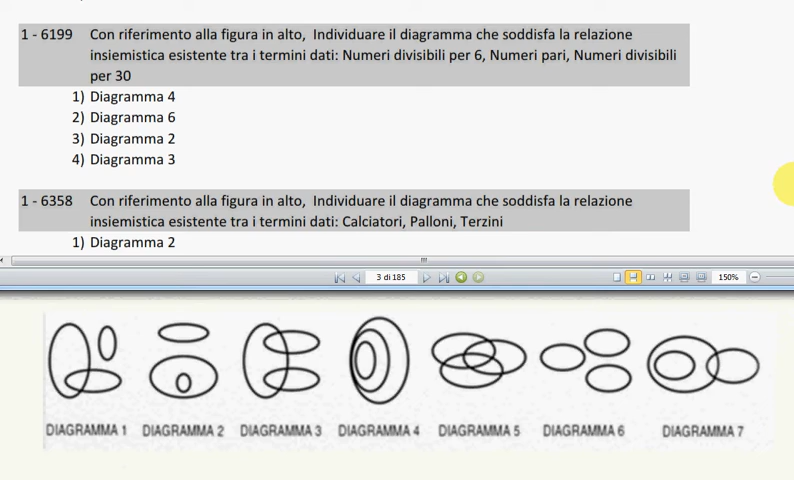 1 - 6199 Con riferimento alla figura in alto, Individuare il diagramma che soddisfa la relazione
insiemistica esistente tra i termini dati: Numeri divisibili per 6, Numeri pari, Numeri divisibili
per 30
1) Diagramma 4
2) Diagramma 6
3) Diagramma 2
4) Diagramma 3
1 - 6358 Con riferimento alla figura in alto, Individuare il diagramma che soddisfa la relazione
insiemistica esistente tra i termini dati: Calciatori, Palloni, Terzini
1) Diagramma 2
3 di 185
150%
DIAGRAMMA 1 DIAGRAMMA 2 DIAGRAMMA 3 DIAGRAMMA 4 DIAGRAMMA 5 DIAGRAMMA 6 DIAGRAMMA 7